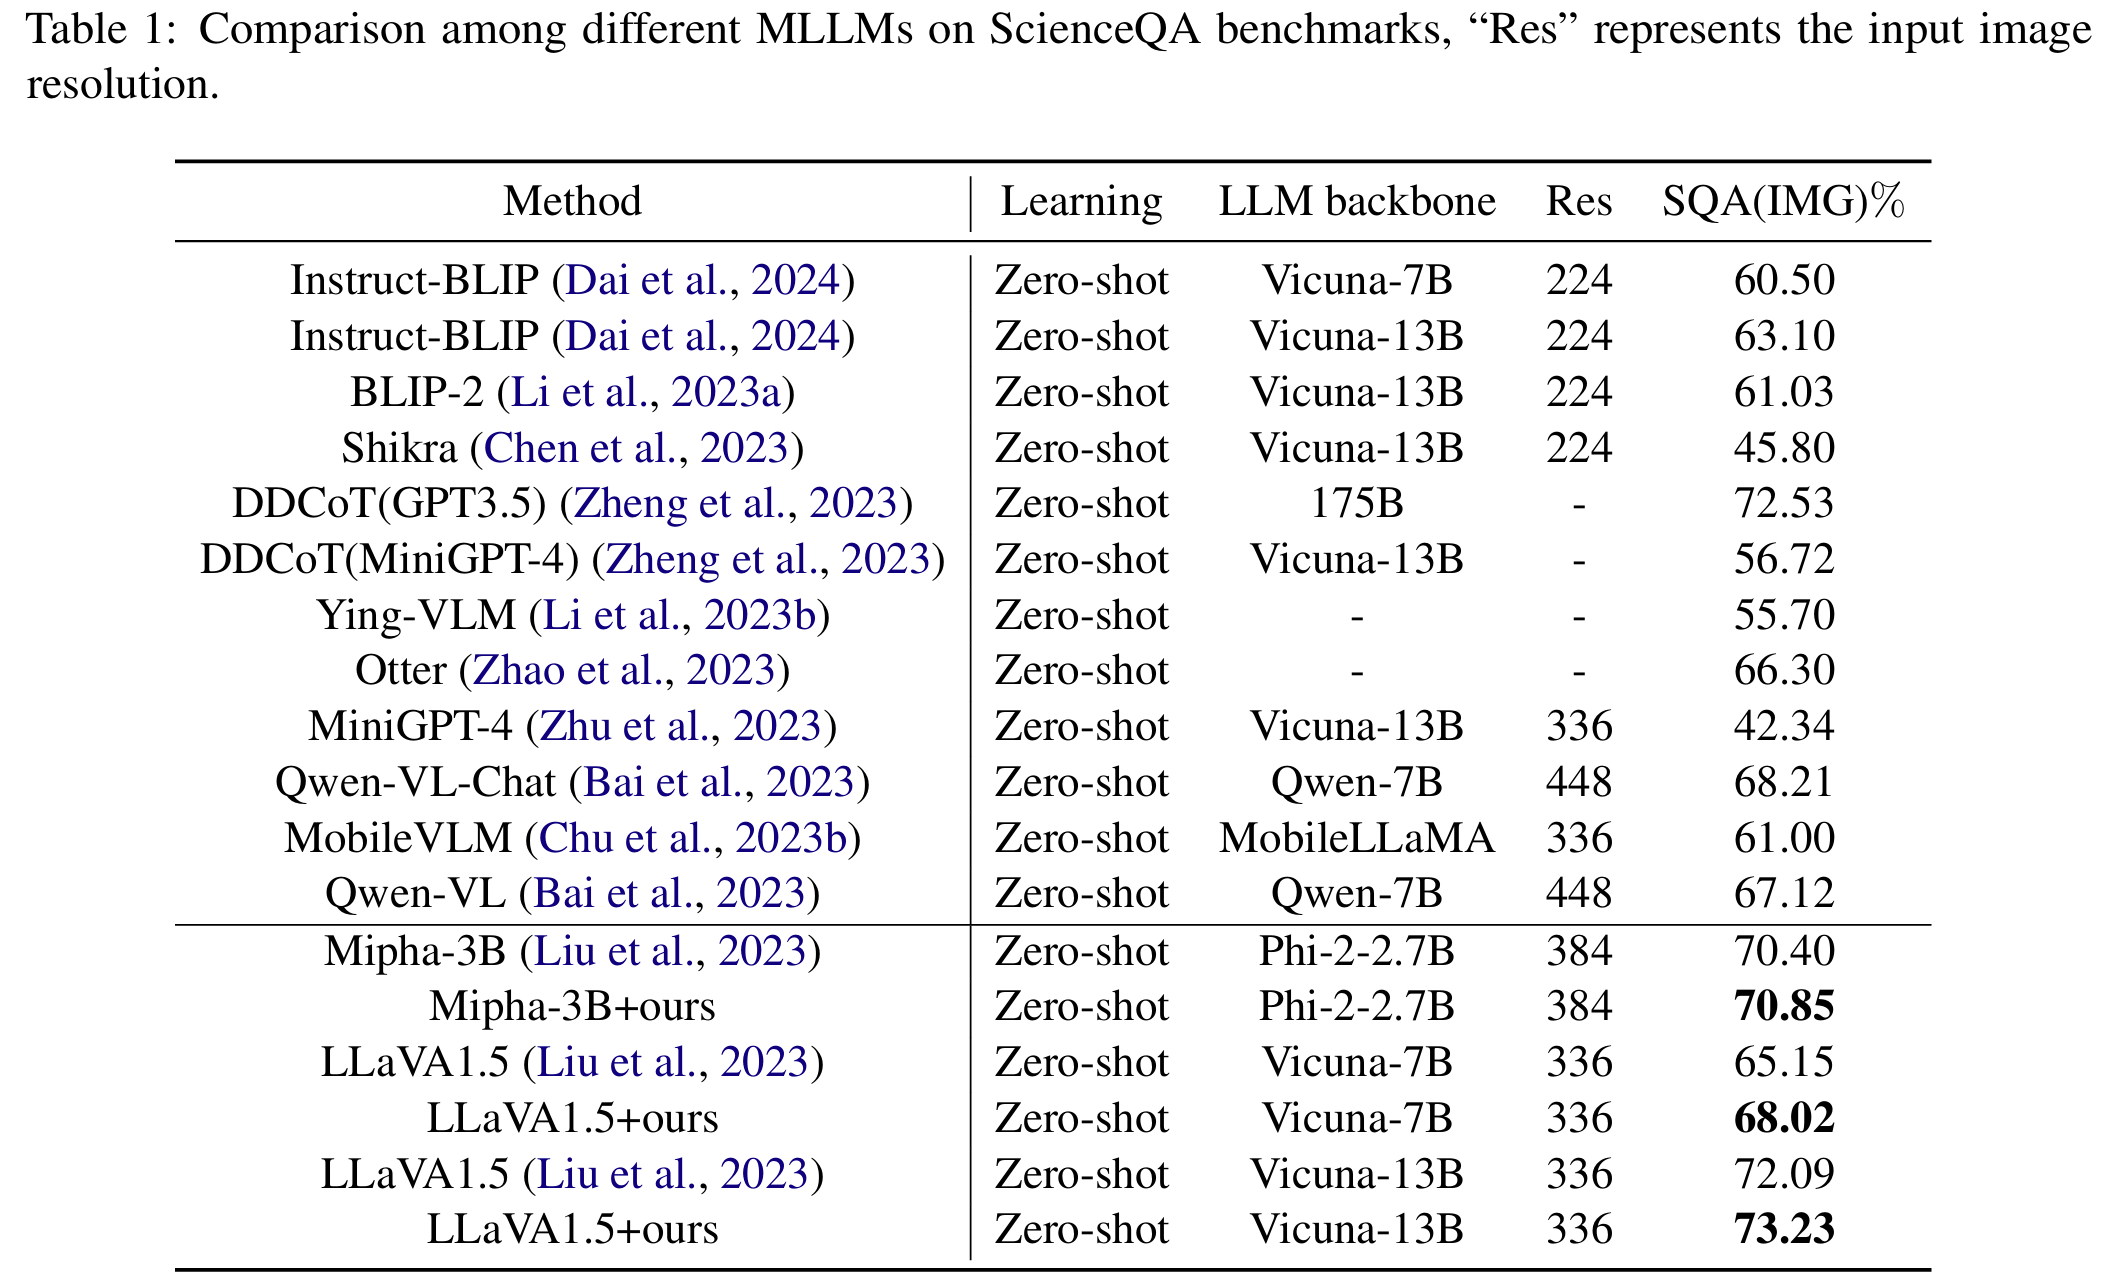 Table 1: Comparison among different MLLMs on ScienceQA benchmarks, “Res” represents the input image
resolution.
Method Learning LLM backbone Res SQA(IMG)%
Instruct-BLIP (Dai et al., 2024) Zero-shot Vicuna-7B 224 60.50
Instruct-BLIP (Dai et al., 2024) Zero-shot Vicuna-13B 224 63.10
BLIP-2 (Li et al., 2023a) Zero-shot Vicuna-13B 224 61.03
Shikra (Chen et al., 2023) Zero-shot Vicuna-13B 224 45.80
DDCoT(GPT3.5) (Zheng et al., 2023) Zero-shot 175B - 72.53
DDCoT(MiniGPT-4) (Zheng et al., 2023) Zero-shot Vicuna-13B - 56.72
Ying-VLM (Li et al., 2023b) Zero-shot - - 55.70
Otter (Zhao et al., 2023) Zero-shot - - 66.30
MiniGPT-4 (Zhu et al., 2023) Zero-shot Vicuna-13B 336 42.34
Qwen-VL-Chat (Bai et al., 2023) Zero-shot Qwen-7B 448 68.21
MobileVLM (Chu et al., 2023b) Zero-shot MobileLLaMA 336 61.00
Qwen-VL (Bai et al., 2023) Zero-shot Qwen-7B 448 67.12
Mipha-3B (Liu et al., 2023) Zero-shot Phi-2-2.7B 384 70.40
Mipha-3B+ours Zero-shot Phi-2-2.7B 384 70.85
LLaVA1.5 (Liu et al., 2023) Zero-shot Vicuna-7B 336 65.15
LLaVA1.5+ours Zero-shot Vicuna-7B 336 68.02
LLaVA1.5 (Liu et al., 2023) Zero-shot Vicuna-13B 336 72.09
LLaVA1.5+ours Zero-shot Vicuna-13B 336 73.23